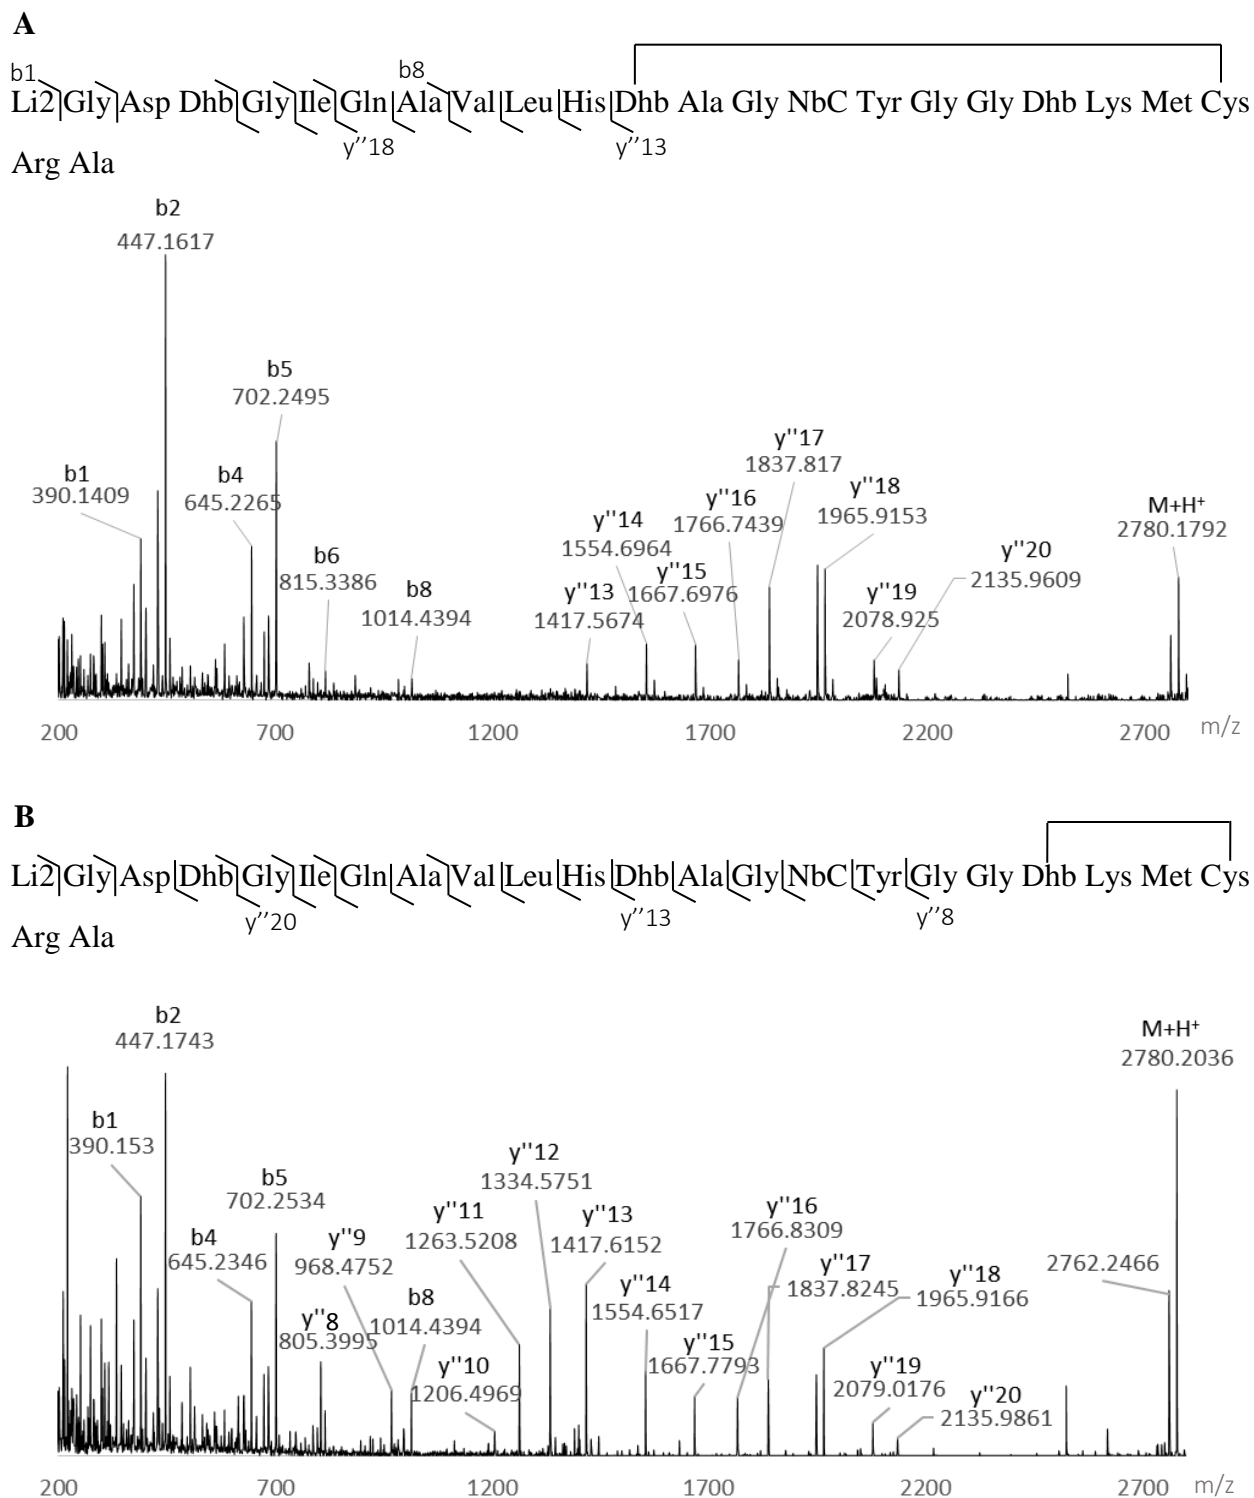 A
b1 b8
Li2 Gly Asp Dhb Gly Ile Gln Ala Val Leu His Dhb Ala Gly NbC Tyr Gly Gly Dhb Lys Met Cys
y''18 y''13
Arg Ala
b2
447.1617
b5
702.2495
y''17
1837.817
b1
390.1409
b4
645.2265
y''18
1965.9153
y''16
1766.7439
M+H+
2780.1792
y''14
1554.6964
b6
815.3386
y''20
2135.9609
y''15
1667.6976
b8
1014.4394
y''13
1417.5674
y''19
2078.925
200 700 1200 1700 2200 2700 m/z
B
Li2 Gly Asp Dhb Gly Ile Gln Ala Val Leu His Dhb Ala Gly NbC Tyr Gly Gly Dhb Lys Met Cys
y''20 y''13 y''8
Arg Ala
b2
447.1743
M+H+
2780.2036
b1
390.153
y''12
1334.5751
b5
702.2534
y''11
1263.5208
y''13
1417.6152
y''16
1766.8309
b4
645.2346
y''9
968.4752
y''17
1837.8245
2762.2466
y''18
1965.9166
y''14
1554.6517
b8
1014.4394
y''8
805.3995
y''15
1667.7793
y''10
1206.4969
y''19
2079.0176
y''20
2135.9861
200 700 1200 1700 2200 2700 m/z